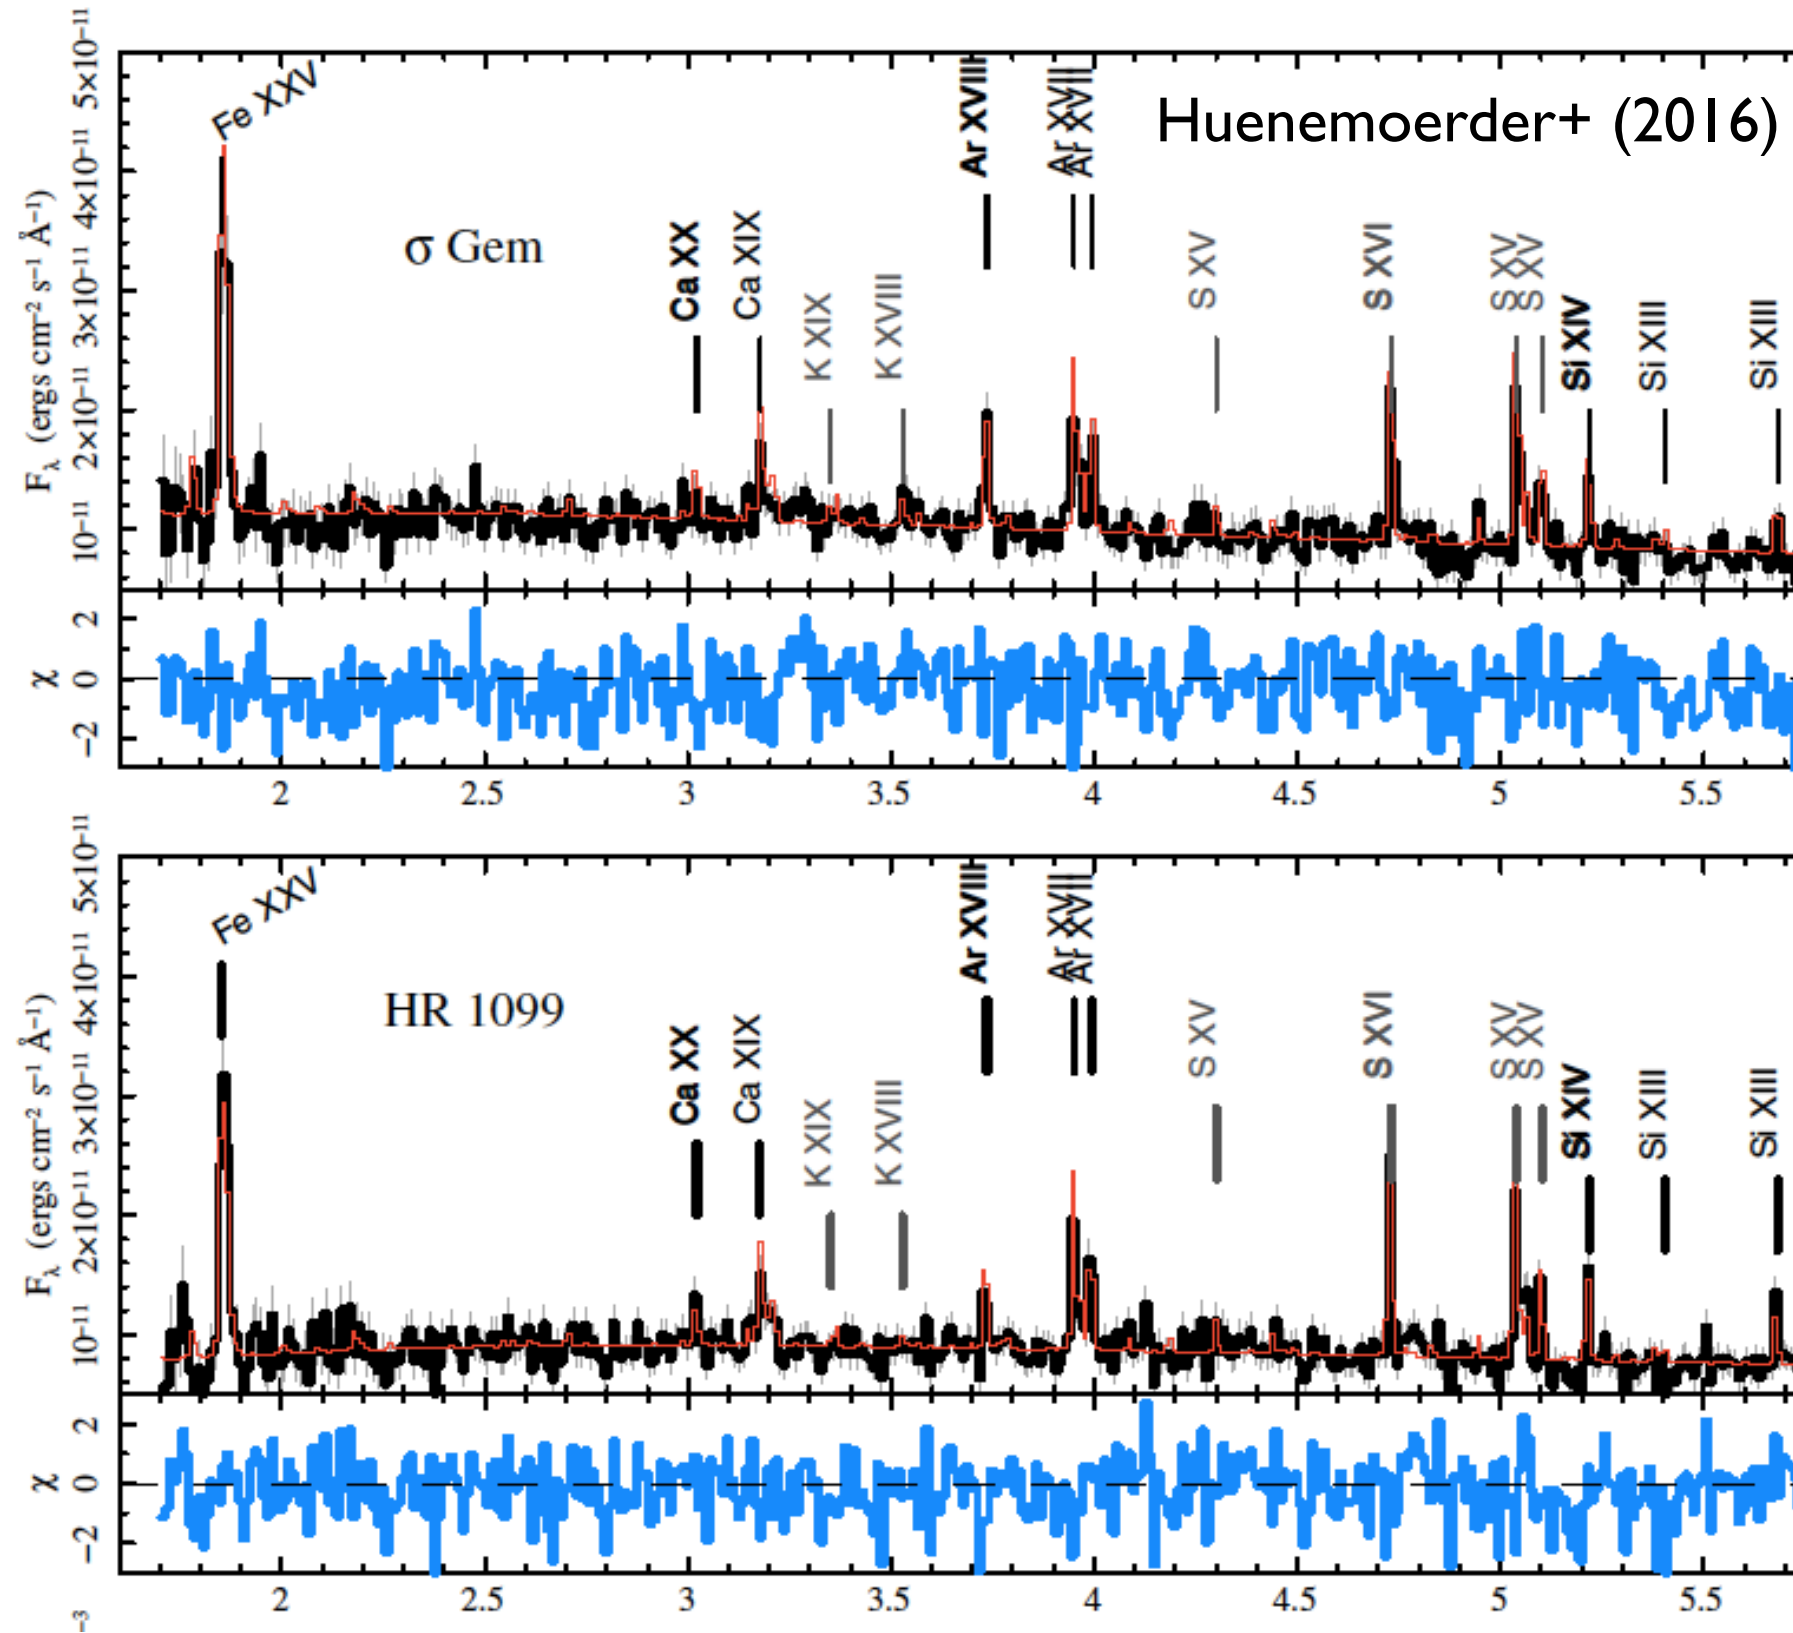 Huenemoerder+ (2016)
Fe XXV
σ Gem
Ca XX
Ca XIX
K XIX
K XVIII
Ar XVIII
Ar XVII
Ar XVII
S XV
S XVI
S XV
S XV
Si XIV
Si XIII
Si XIII
Fλ (ergs cm⁻² s⁻¹ Å⁻¹)
5×10⁻¹¹
4×10⁻¹¹
3×10⁻¹¹
2×10⁻¹¹
10⁻¹¹
χ
2
0
−2
2 2.5 3 3.5 4 4.5 5 5.5
Fe XXV
HR 1099
Ca XX
Ca XIX
K XIX
K XVIII
Ar XVIII
Ar XVII
Ar XVII
S XV
S XVI
S XV
S XV
Si XIV
Si XIII
Si XIII
Fλ (ergs cm⁻² s⁻¹ Å⁻¹)
5×10⁻¹¹
4×10⁻¹¹
3×10⁻¹¹
2×10⁻¹¹
10⁻¹¹
χ
2
0
−2
2 2.5 3 3.5 4 4.5 5 5.5
−3